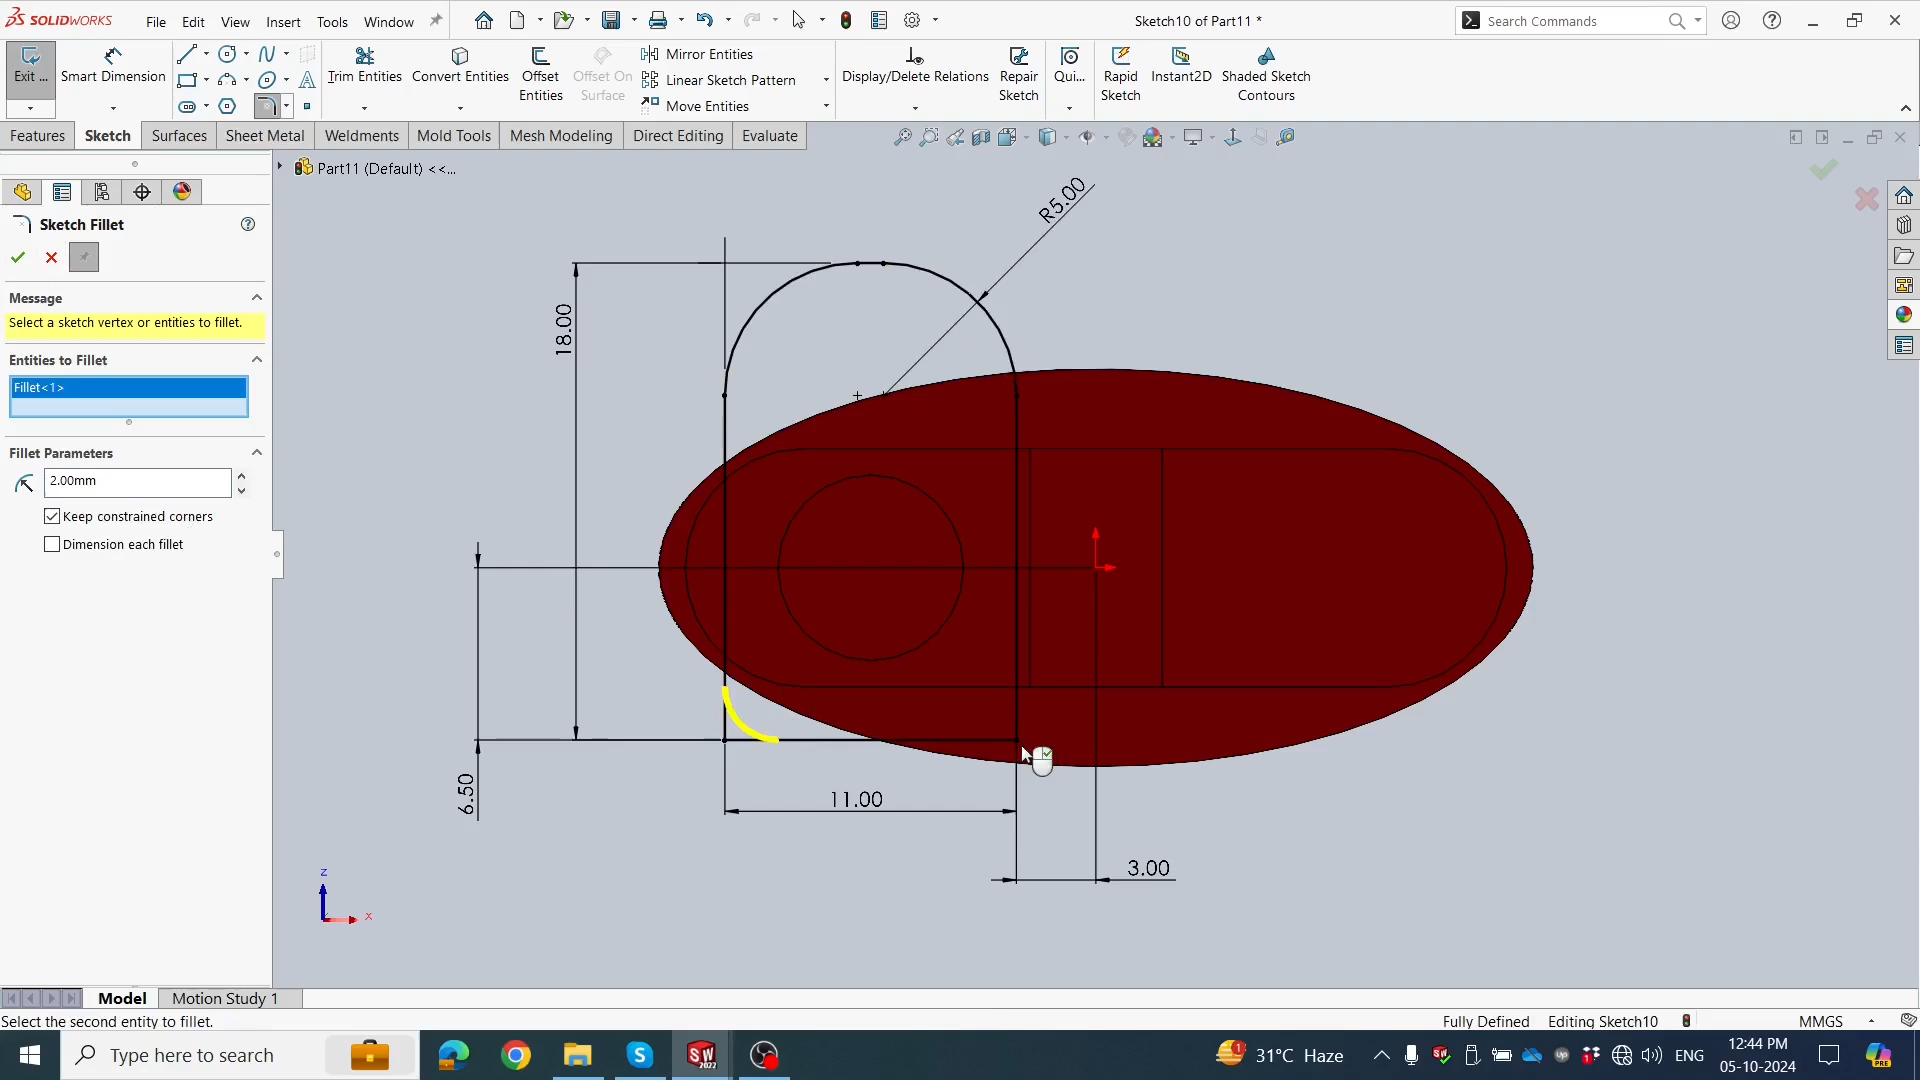 SOLIDWORKS
File Edit View Insert Tools Window
Sketch10 of Part11 *
Search Commands
Exit ...
Smart Dimension
Trim Entities
Convert Entities
Offset Entities
Offset On Surface
Mirror Entities
Linear Sketch Pattern
Move Entities
Display/Delete Relations
Repair Sketch
Qui...
Rapid Sketch
Instant2D
Shaded Sketch Contours
Features Sketch Surfaces Sheet Metal Weldments Mold Tools Mesh Modeling Direct Editing Evaluate
Part11 (Default) <<...
Sketch Fillet
Message
Select a sketch vertex or entities to fillet.
Entities to Fillet
Fillet<1>
Fillet Parameters
2.00mm
Keep constrained corners
Dimension each fillet
R5.00
18.00
6.50
11.00
3.00
z
x
Model Motion Study 1
Select the second entity to fillet.
Fully Defined Editing Sketch10 MMGS
Type here to search
SW
2022
1
31°C Haze
ENG
12:44 PM
05-10-2024
PRE